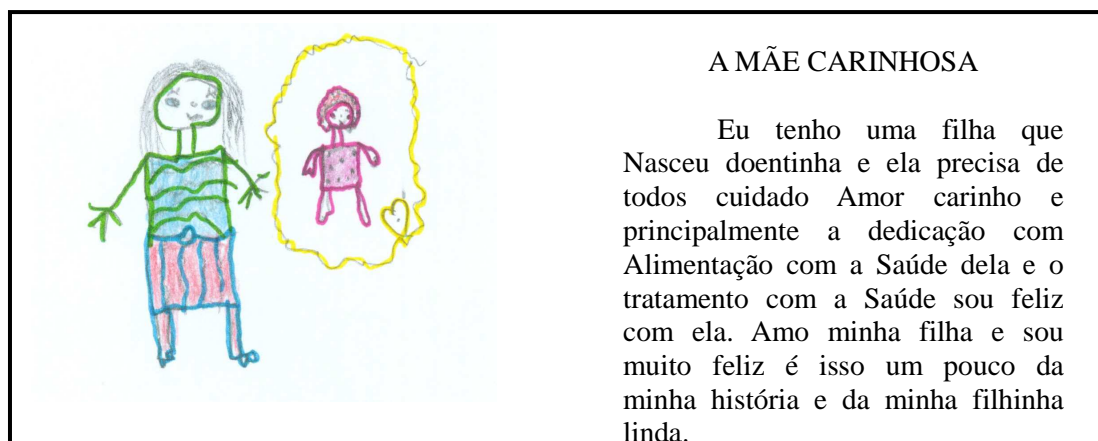 A MÃE CARINHOSA
Eu tenho uma filha que
Nasceu doentinha e ela precisa de
todos cuidado Amor carinho e
principalmente a dedicação com
Alimentação com a Saúde dela e o
tratamento com a Saúde sou feliz
com ela. Amo minha filha e sou
muito feliz é isso um pouco da
minha história e da minha filhinha
linda.